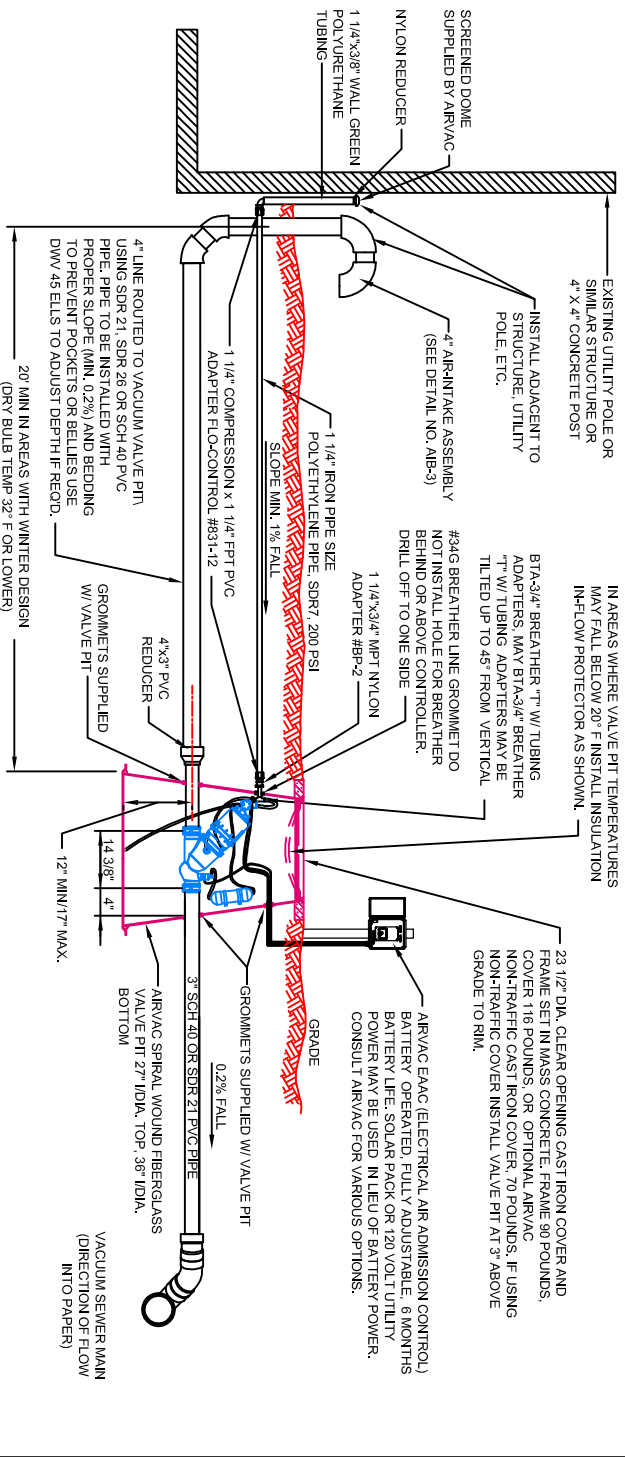 EXISTING UTILITY POLE OR
SIMILAR STRUCTURE OR
4" X 4" CONCRETE POST
SCREENED DOME
SUPPLIED BY AIRVAC
NYLON REDUCER
1 1/4"x3/8" WALL GREEN
POLYURETHANE
TUBING
INSTALL ADJACENT TO
STRUCTURE, UTILITY
POLE, ETC.
4" AIR-INTAKE ASSEMBLY
(SEE DETAIL NO. AIB-3)
1 1/4" IRON PIPE SIZE
POLYETHYLENE PIPE, SDR7, 200 PSI
SLOPE MIN. 1% FALL
1 1/4" COMPRESSION x 1 1/4" FPT PVC
ADAPTER FLO-CONTROL #831-12
4" LINE ROUTED TO VACUUM VALVE PIT\
USING SDR 21, SDR 26 OR SCH 40 PVC
PIPE. PIPE TO BE INSTALLED WITH
PROPER SLOPE (MIN. 0.2%) AND BEDDING
TO PREVENT POCKETS OR BELLIES USE
DWV 45 ELLS TO ADJUST DEPTH IF REQ'D.
20' MIN IN AREAS WITH WINTER DESIGN
(DRY BULB TEMP 32° F OR LOWER)
IN AREAS WHERE VALVE PIT TEMPERATURES
MAY FALL BELOW 20° F INSTALL INSULATION
IN-FLOW PROTECTOR AS SHOWN.
BTA-3/4" BREATHER "T" W/ TUBING
ADAPTERS, MAY BTA-3/4" BREATHER
"T" W/ TUBING ADAPTERS MAY BE
TILTED UP TO 45° FROM VERTICAL
#34G BREATHER LINE GROMMET DO
NOT INSTALL HOLE FOR BREATHER
BEHIND OR ABOVE CONTROLLER.
DRILL OFF TO ONE SIDE
1 1/4"x3/4" MPT NYLON
ADAPTER #BP-2
4"x3" PVC
REDUCER
GROMMETS SUPPLIED
W/ VALVE PIT
14 3/8"
4"
12" MIN/17" MAX.
23 1/2" DIA. CLEAR OPENING CAST IRON COVER AND
FRAME SET IN MASS CONCRETE. FRAME 90 POUNDS,
COVER 116 POUNDS, OR OPTIONAL AIRVAC
NON-TRAFFIC CAST IRON COVER, 70 POUNDS. IF USING
NON-TRAFFIC COVER INSTALL VALVE PIT AT 3" ABOVE
GRADE TO RIM.
AIRVAC EAAC (ELECTRICAL AIR ADMISSION CONTROL)
BATTERY OPERATED, FULLY ADJUSTABLE, 6 MONTHS
BATTERY LIFE. SOLAR PACK OR 120 VOLT UTILITY
POWER MAY BE USED IN LIEU OF BATTERY POWER.
CONSULT AIRVAC FOR VARIOUS OPTIONS.
GRADE
GROMMETS SUPPLIED W/ VALVE PIT
0.2% FALL
3" SCH 40 OR SDR 21 PVC PIPE
AIRVAC SPIRAL WOUND FIBERGLASS
VALVE PIT 27" I/DIA. TOP, 36" I/DIA.
BOTTOM
VACUUM SEWER MAIN
(DIRECTION OF FLOW
INTO PAPER)